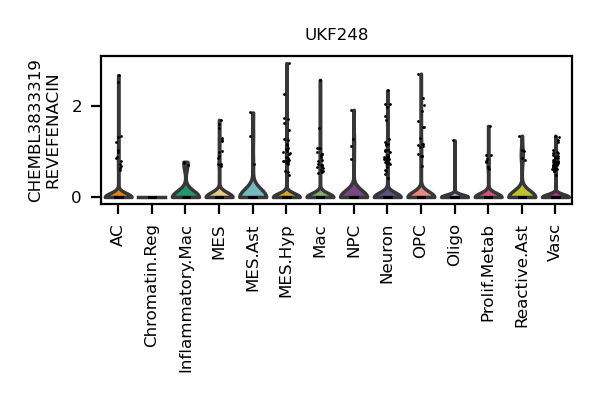 UKF248
CHEMBL3833319
REVEFENACIN
2
0
AC
Chromatin.Reg
Inflammatory.Mac
MES
MES.Ast
MES.Hyp
Mac
NPC
Neuron
OPC
Oligo
Prolif.Metab
Reactive.Ast
Vasc